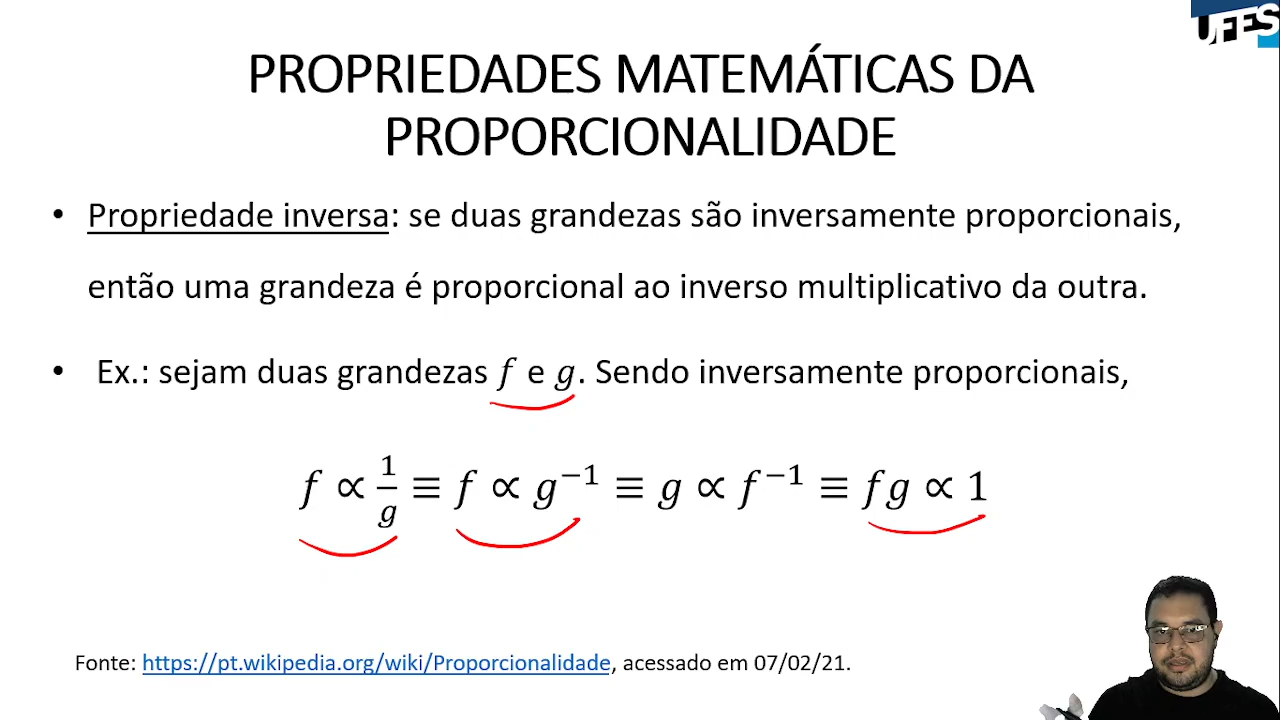 UFES
PROPRIEDADES MATEMÁTICAS DA
PROPORCIONALIDADE
• Propriedade inversa: se duas grandezas são inversamente proporcionais,
então uma grandeza é proporcional ao inverso multiplicativo da outra.
• Ex.: sejam duas grandezas f e g. Sendo inversamente proporcionais,
f ∝ 1/g ≡ f ∝ g⁻¹ ≡ g ∝ f⁻¹ ≡ fg ∝ 1
Fonte: https://pt.wikipedia.org/wiki/Proporcionalidade, acessado em 07/02/21.